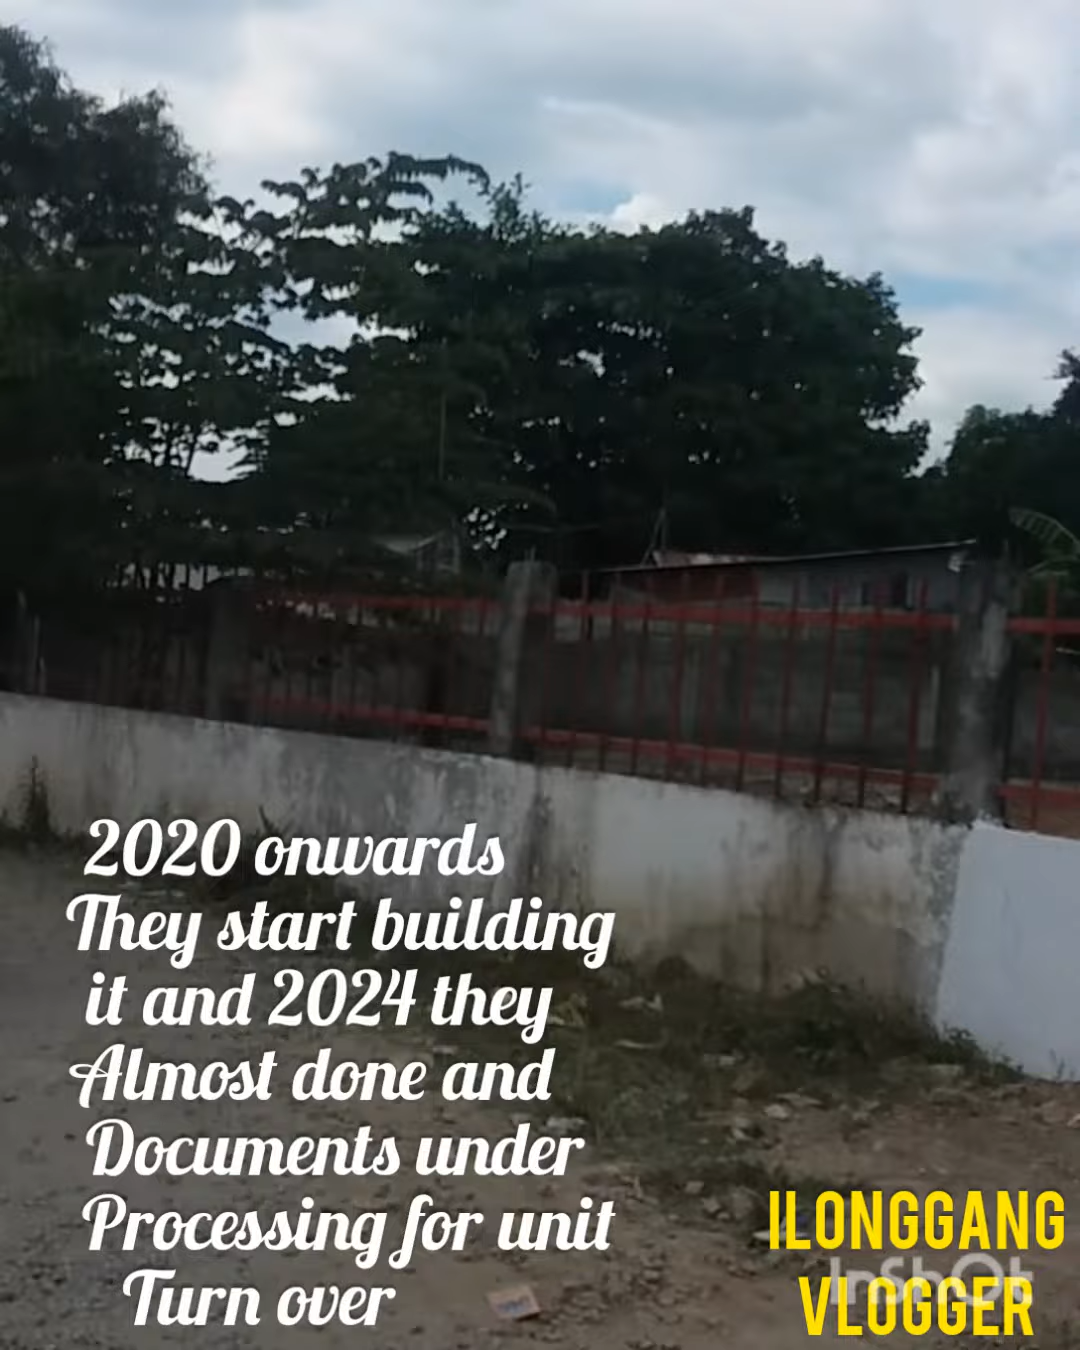 2020 onwards
They start building
it and 2024 they
Almost done and
Documents under
Processing for unit
Turn over
ILONGGANG
VLOGGER
InShOt